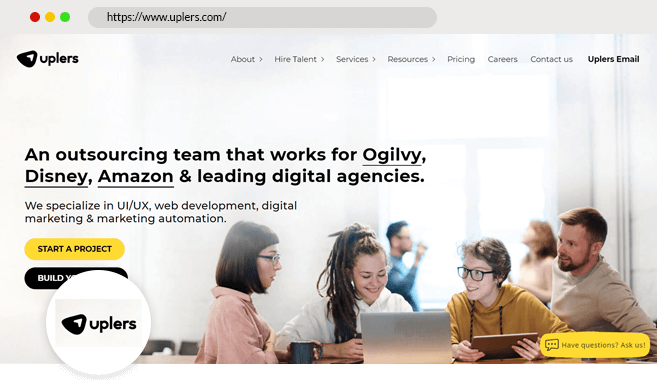 https://www.uplers.com/
uplers
About Hire Talent Services Resources Pricing Careers Contact us Uplers Email
An outsourcing team that works for Ogilvy,
Disney, Amazon & leading digital agencies.
We specialize in UI/UX, web development, digital
marketing & marketing automation.
START A PROJECT
BUILD
uplers
Have questions? Ask us!